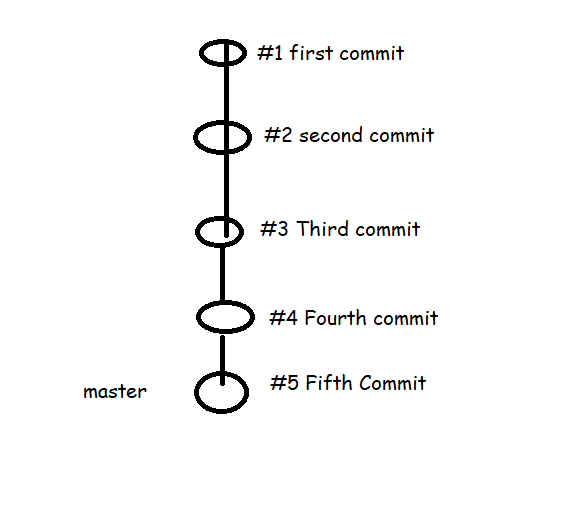 #1 first commit
#2 second commit
#3 Third commit
#4 Fourth commit
#5 Fifth Commit
master